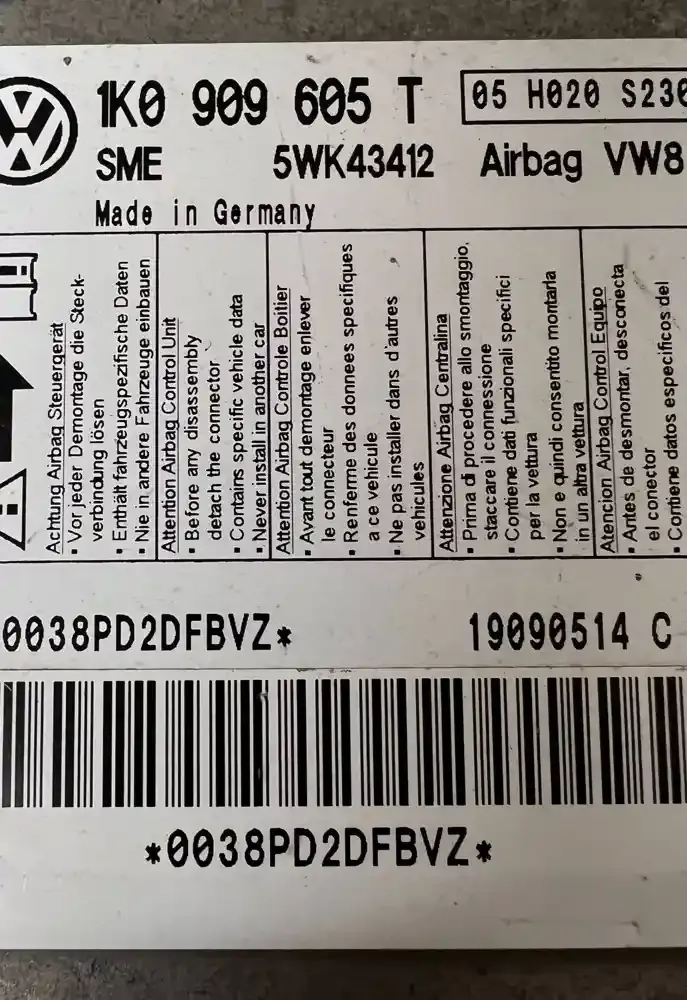 1K0 909 605 T
05 H020 S230
SME 5WK43412 Airbag VW8
Made in Germany
Achtung Airbag Steuergerät
▪ Vor jeder Demontage die Steck-
verbindung lösen
▪ Enthält fahrzeugspezifische Daten
▪ Nie in andere Fahrzeuge einbauen
Attention Airbag Control Unit
▪ Before any disassembly
detach the connector
▪ Contains specific vehicle data
▪ Never install in another car
Attention Airbag Controle Boitier
▪ Avant tout demontage enlever
le connecteur
▪ Renferme des donnees specifiques
a ce vehicule
▪ Ne pas installer dans d'autres
vehicules
Attenzione Airbag Centralina
▪ Prima di procedere allo smontaggio,
staccare il connessione
▪ Contiene dati funzionali specifici
per la vettura
▪ Non e quindi consentito montarla
in un altra vettura
Atencion Airbag Control Equipo
▪ Antes de desmontar, desconecta
el conector
▪ Contiene datos especificos del
0038PD2DFBVZ* 19090514 C
*0038PD2DFBVZ*